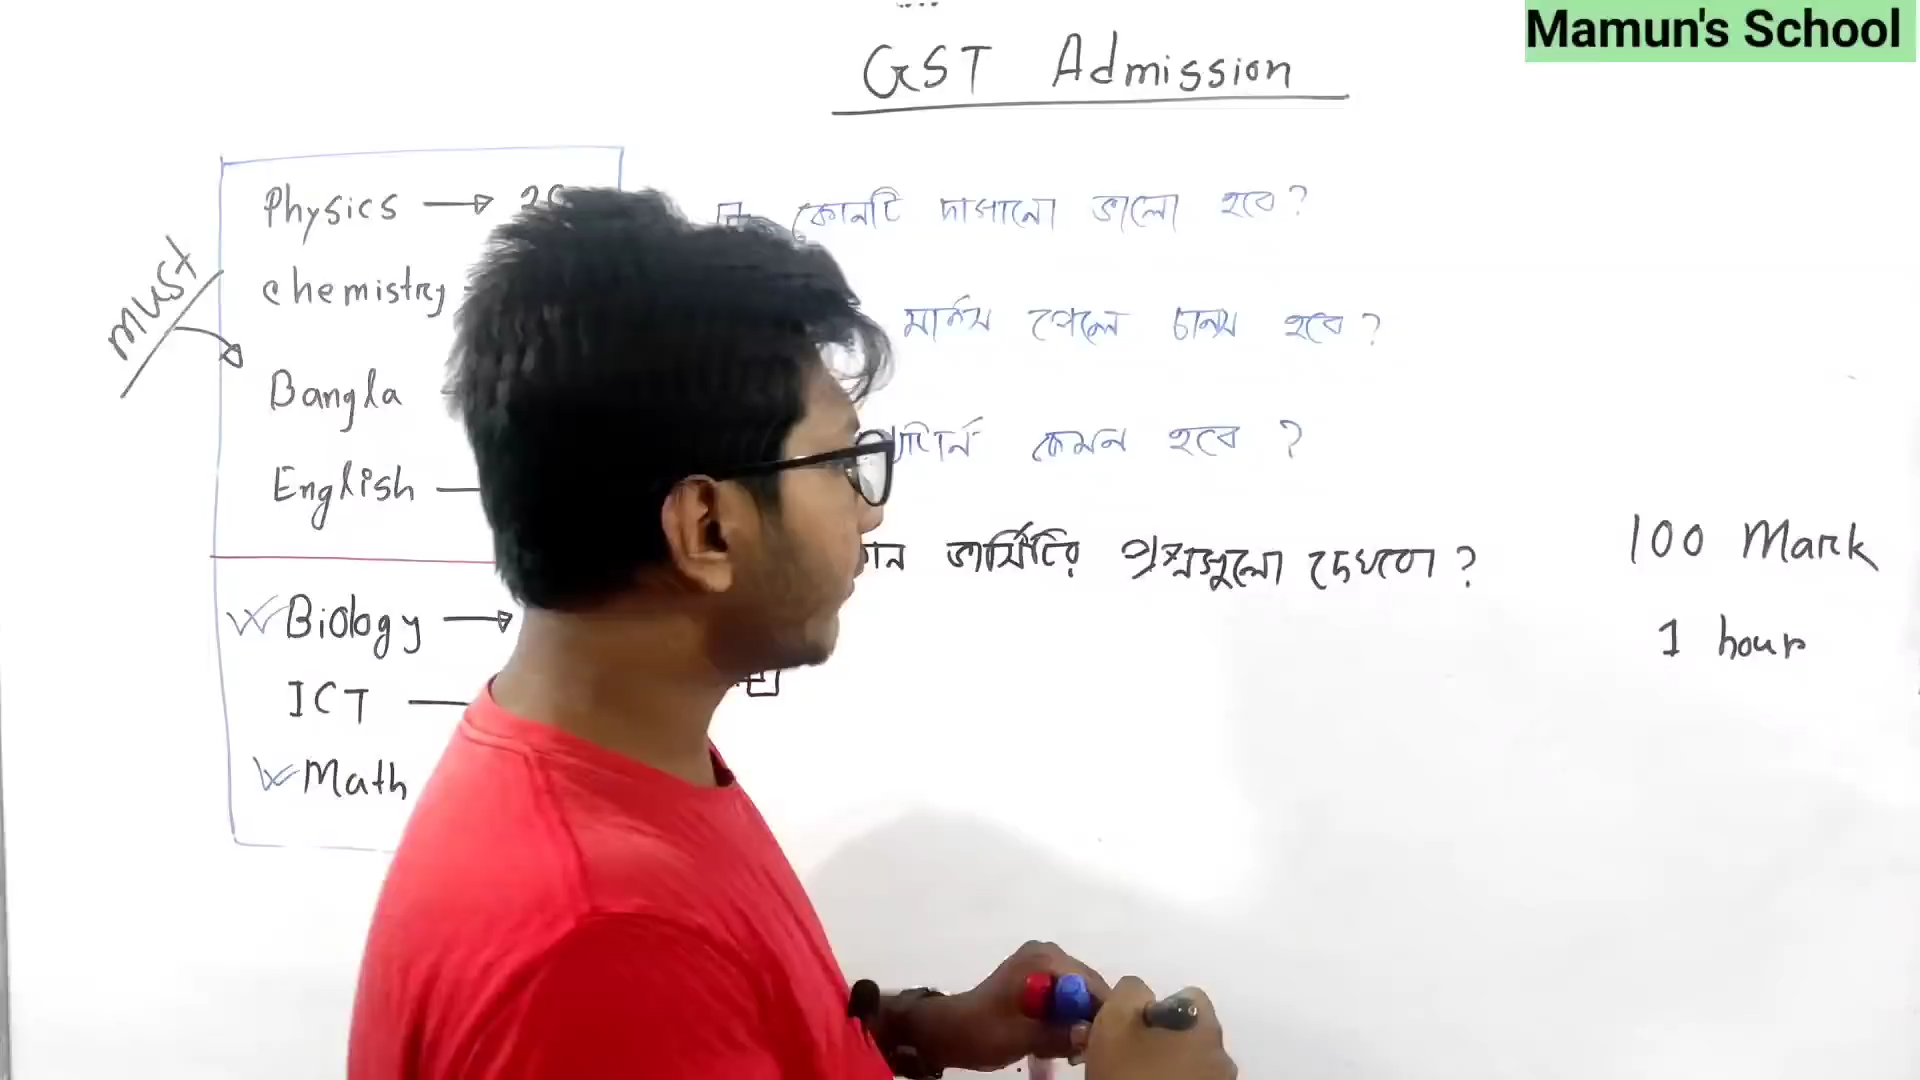 Mamun's School
GST Admission
Physics → 20
chemistry
Bangla
English
must
Biology →
ICT
Math
কোনটি দাগানো ভালো হবে?
মার্কস পেলে চান্স হবে?
কেমন হবে ?
ভার্সিটির প্রশ্নগুলো দেখবো ?
100 Mark
1 hour